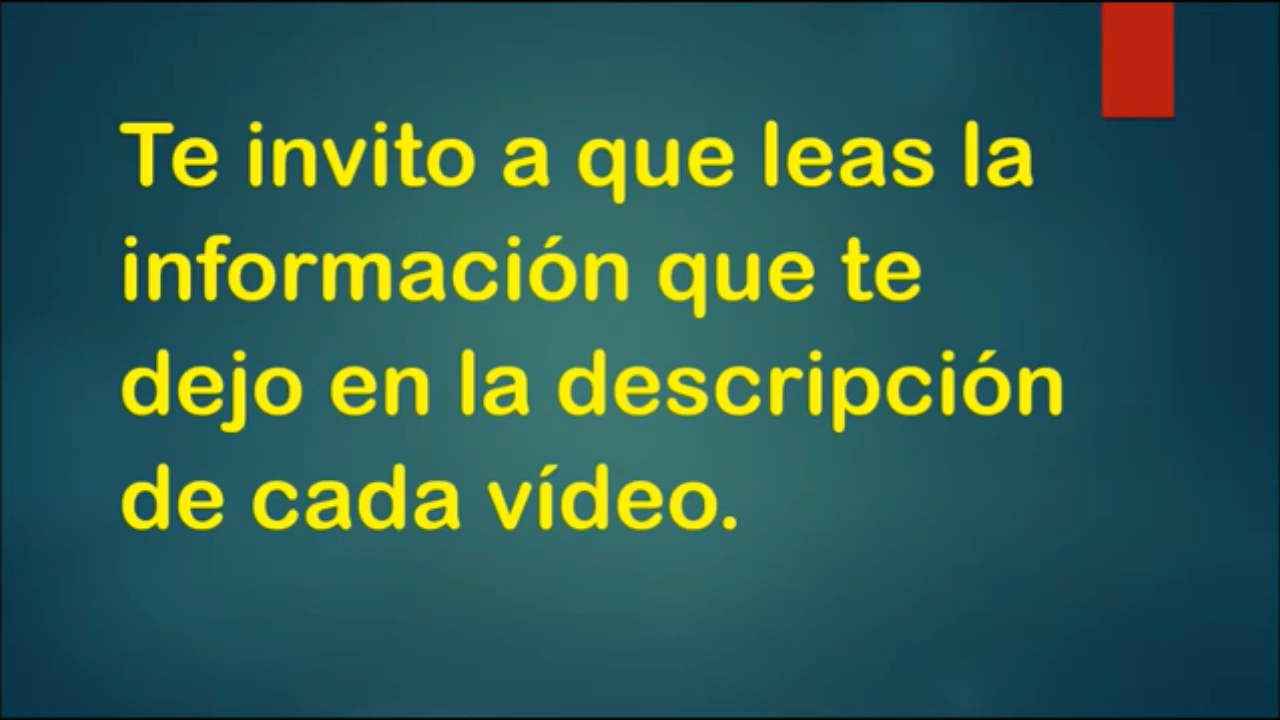 Te invito a que leas la
información que te
dejo en la descripción
de cada vídeo.